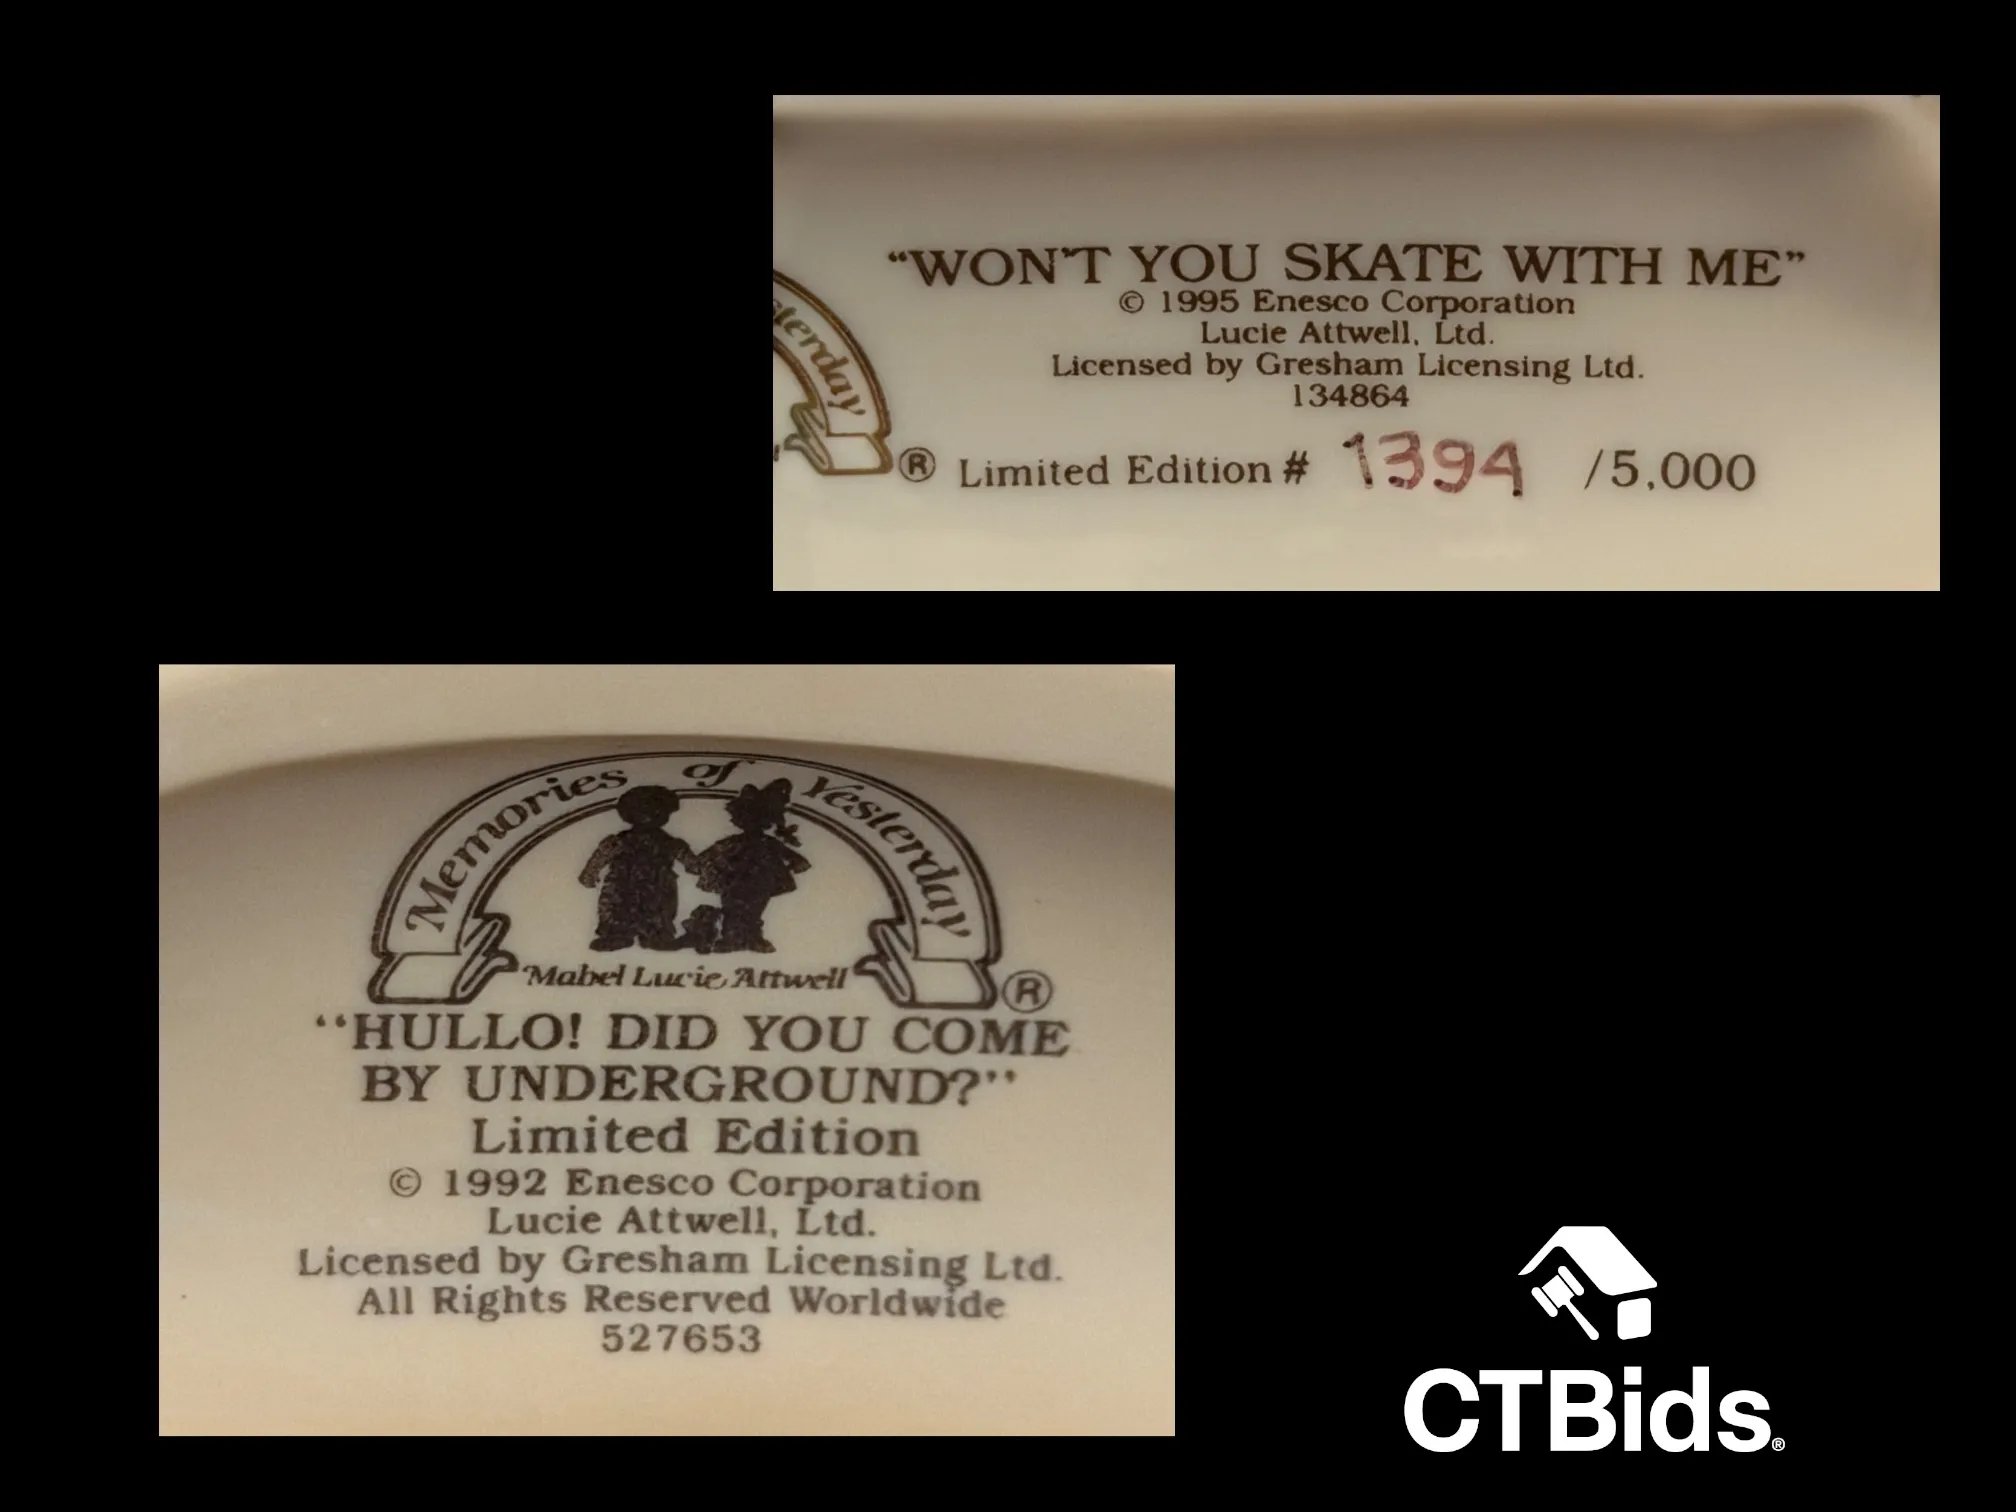 “WON'T YOU SKATE WITH ME”
© 1995 Enesco Corporation
Lucie Attwell, Ltd.
Licensed by Gresham Licensing Ltd.
134864
® Limited Edition # 1394 /5,000
Memories of Yesterday
Mabel Lucie Attwell ®
‘‘HULLO! DID YOU COME
BY UNDERGROUND?’’
Limited Edition
© 1992 Enesco Corporation
Lucie Attwell, Ltd.
Licensed by Gresham Licensing Ltd.
All Rights Reserved Worldwide
527653
CTBids®